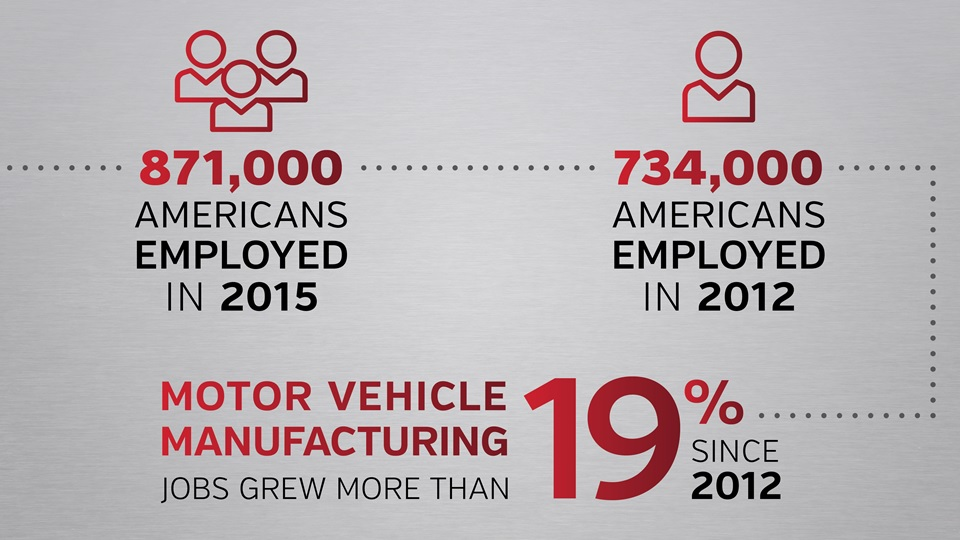 871,000
AMERICANS
EMPLOYED
IN 2015
734,000
AMERICANS
EMPLOYED
IN 2012
MOTOR VEHICLE
MANUFACTURING
JOBS GREW MORE THAN
19%
SINCE
2012